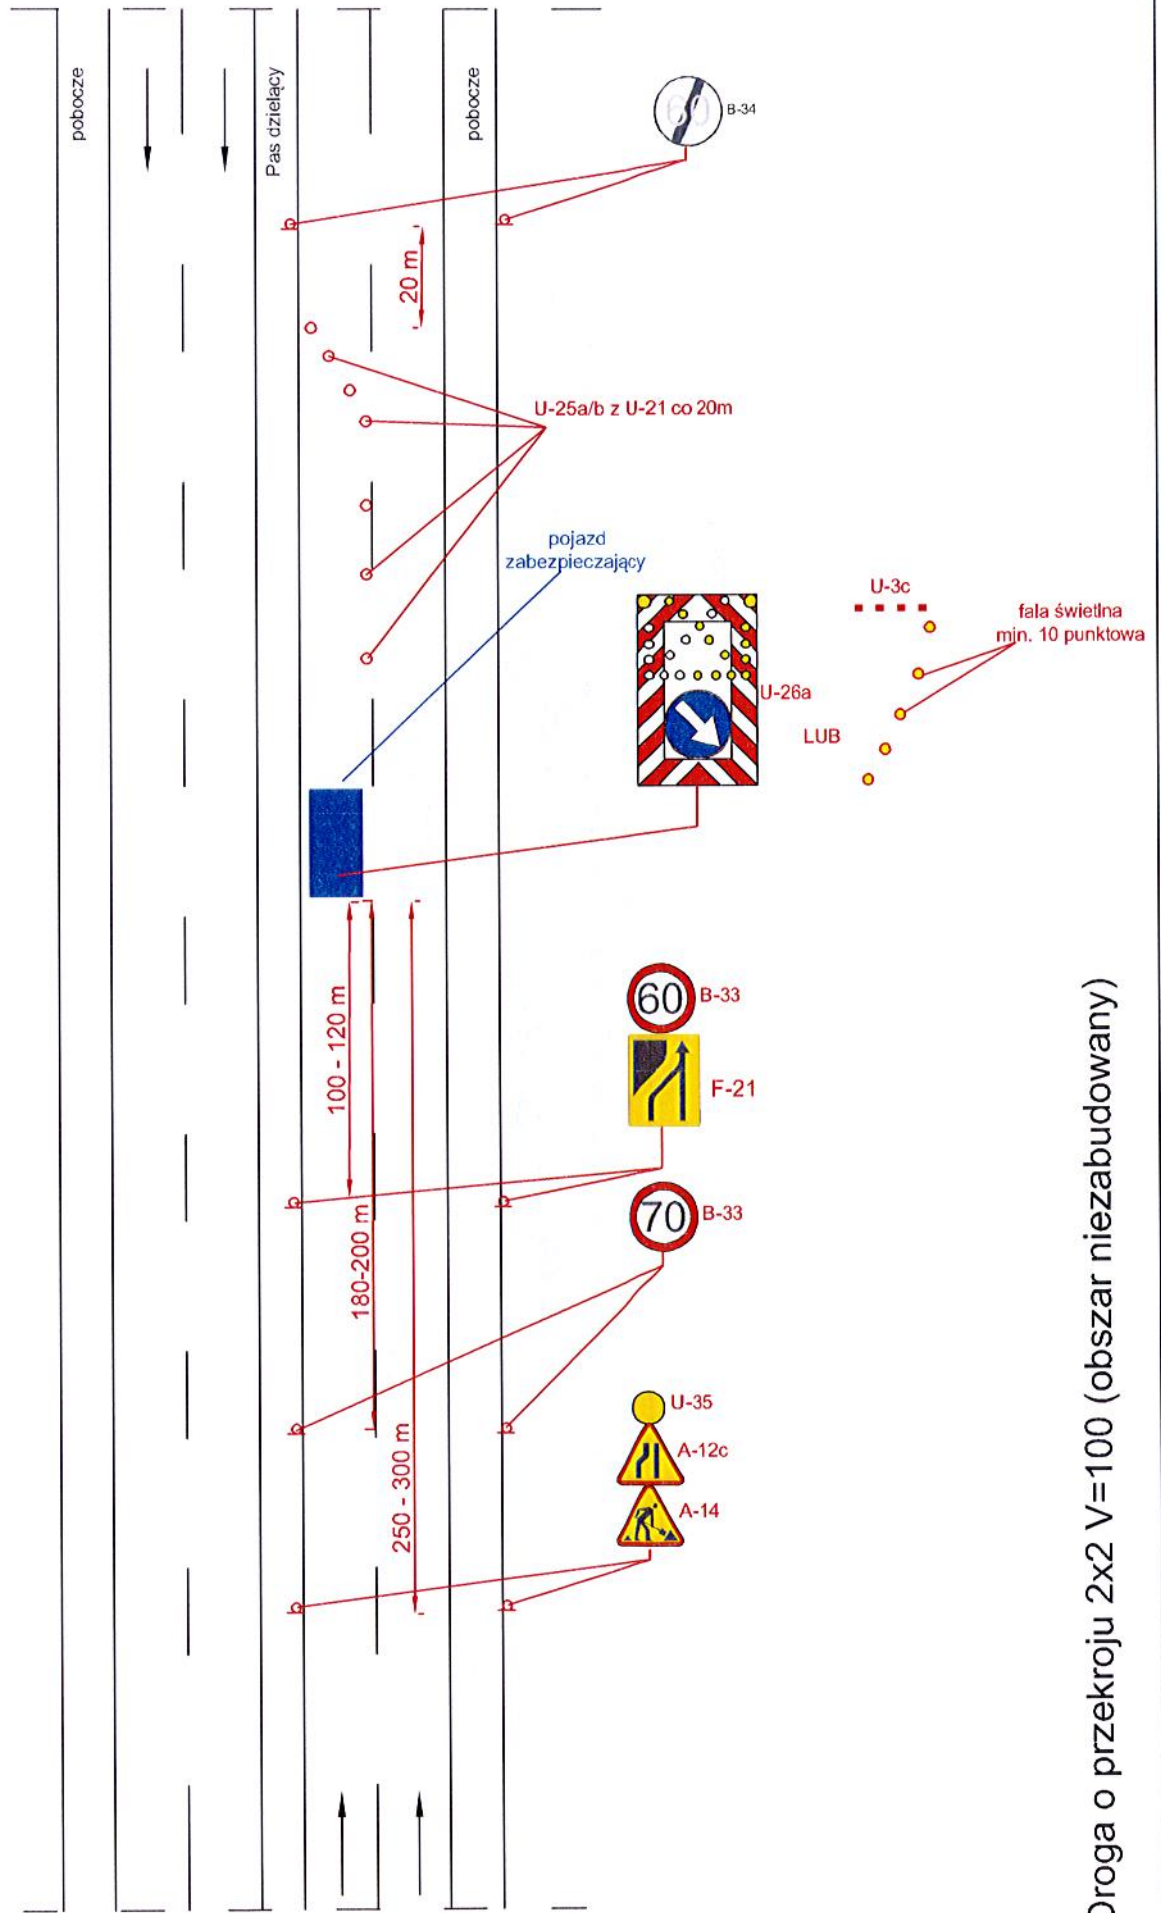 pobocze
Pas dzielący
pobocze
60
B-34
20 m
U-25a/b z U-21 co 20m
pojazd
zabezpieczający
U-3c
fala świetlna
min. 10 punktowa
U-26a
LUB
60
B-33
100 - 120 m
F-21
70
B-33
180-200 m
U-35
A-12c
250 - 300 m
A-14
Droga o przekroju 2x2 V=100 (obszar niezabudowany)